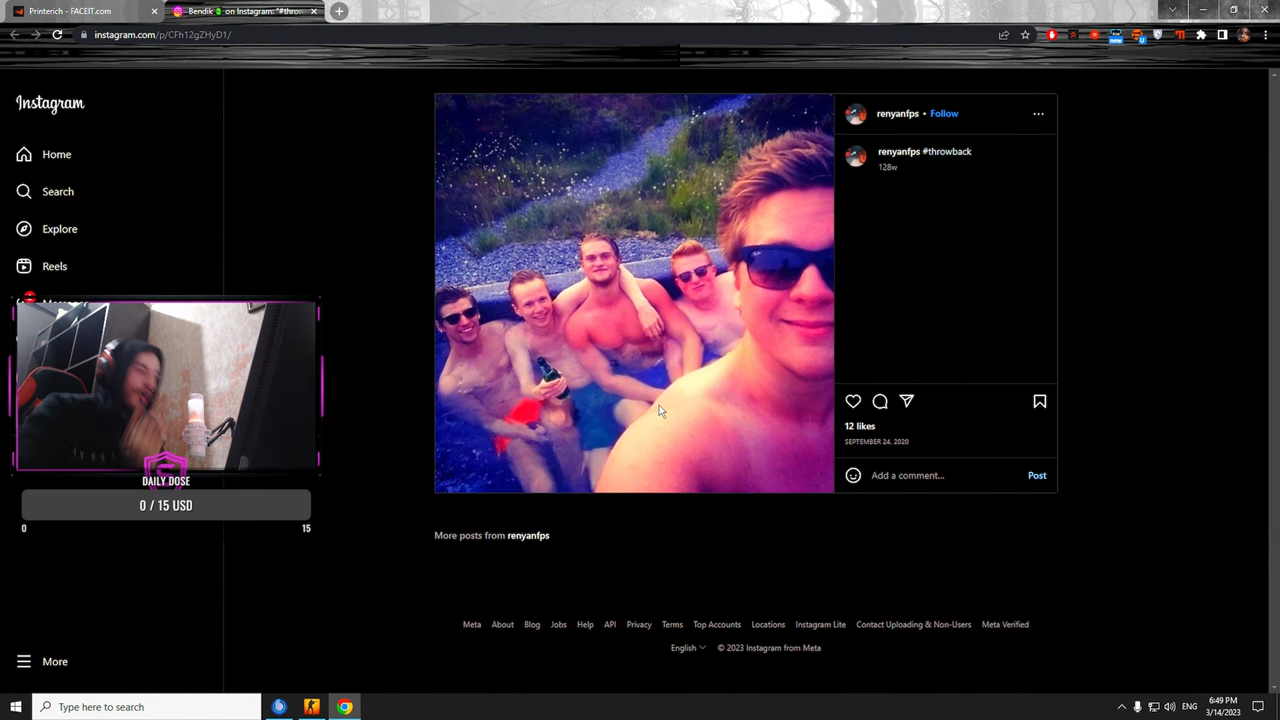 Printerich - FACEIT.com
Bendik on Instagram: "#throw
instagram.com/p/CFh12gZHyD1/
new
U
Instagram
Home
Search
Explore
Reels
DAILY DOSE
0 / 15 USD
0
15
More
renyanfps • Follow
renyanfps #throwback
128w
12 likes
SEPTEMBER 24, 2020
Add a comment...
Post
More posts from renyanfps
Meta
About
Blog
Jobs
Help
API
Privacy
Terms
Top Accounts
Locations
Instagram Lite
Contact Uploading & Non-Users
Meta Verified
English
© 2023 Instagram from Meta
Type here to search
ENG
6:49 PM
3/14/2023